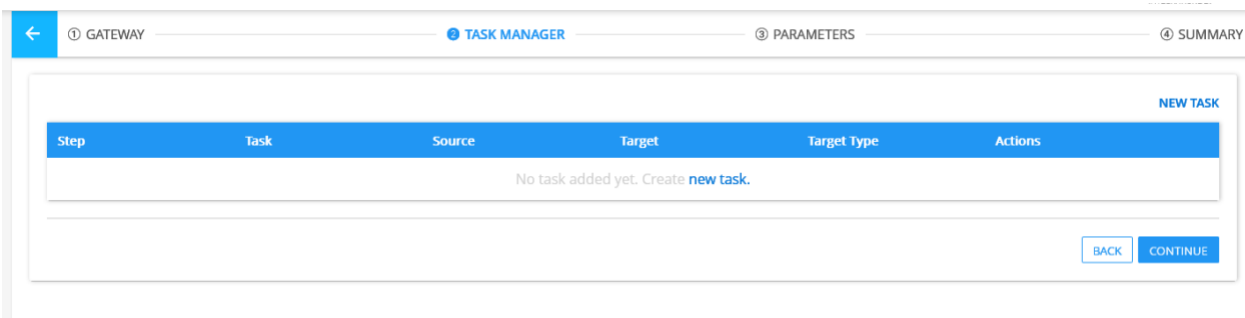 ① GATEWAY
❷ TASK MANAGER
③ PARAMETERS
④ SUMMARY
NEW TASK
Step Task Source Target Target Type Actions
No task added yet. Create new task.
BACK CONTINUE